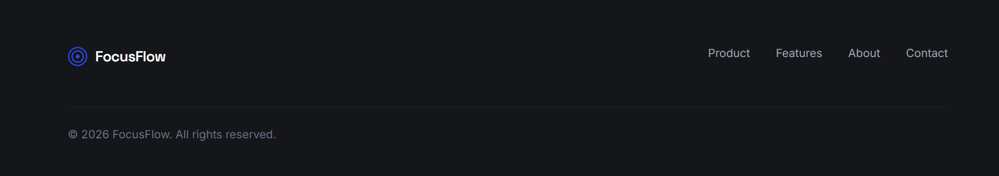 FocusFlow
Product Features About Contact
© 2026 FocusFlow. All rights reserved.